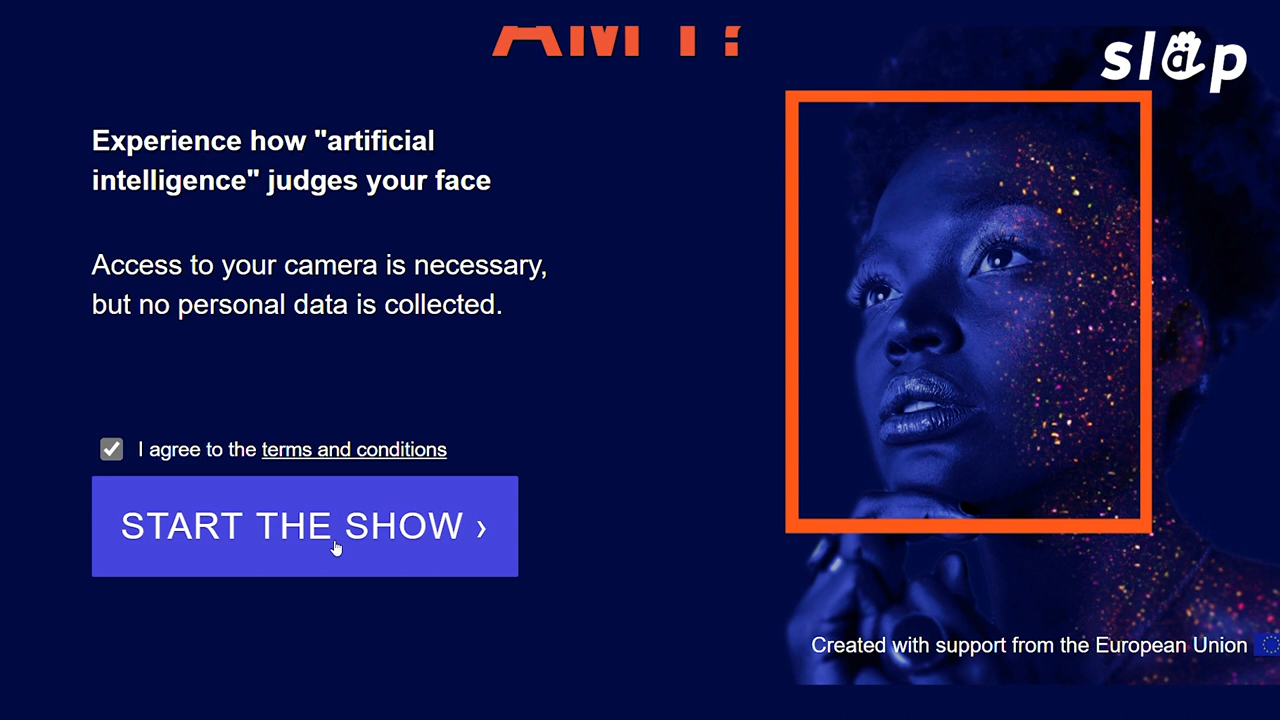 slap
Experience how "artificial
intelligence" judges your face
Access to your camera is necessary,
but no personal data is collected.
I agree to the terms and conditions
START THE SHOW ›
Created with support from the European Union